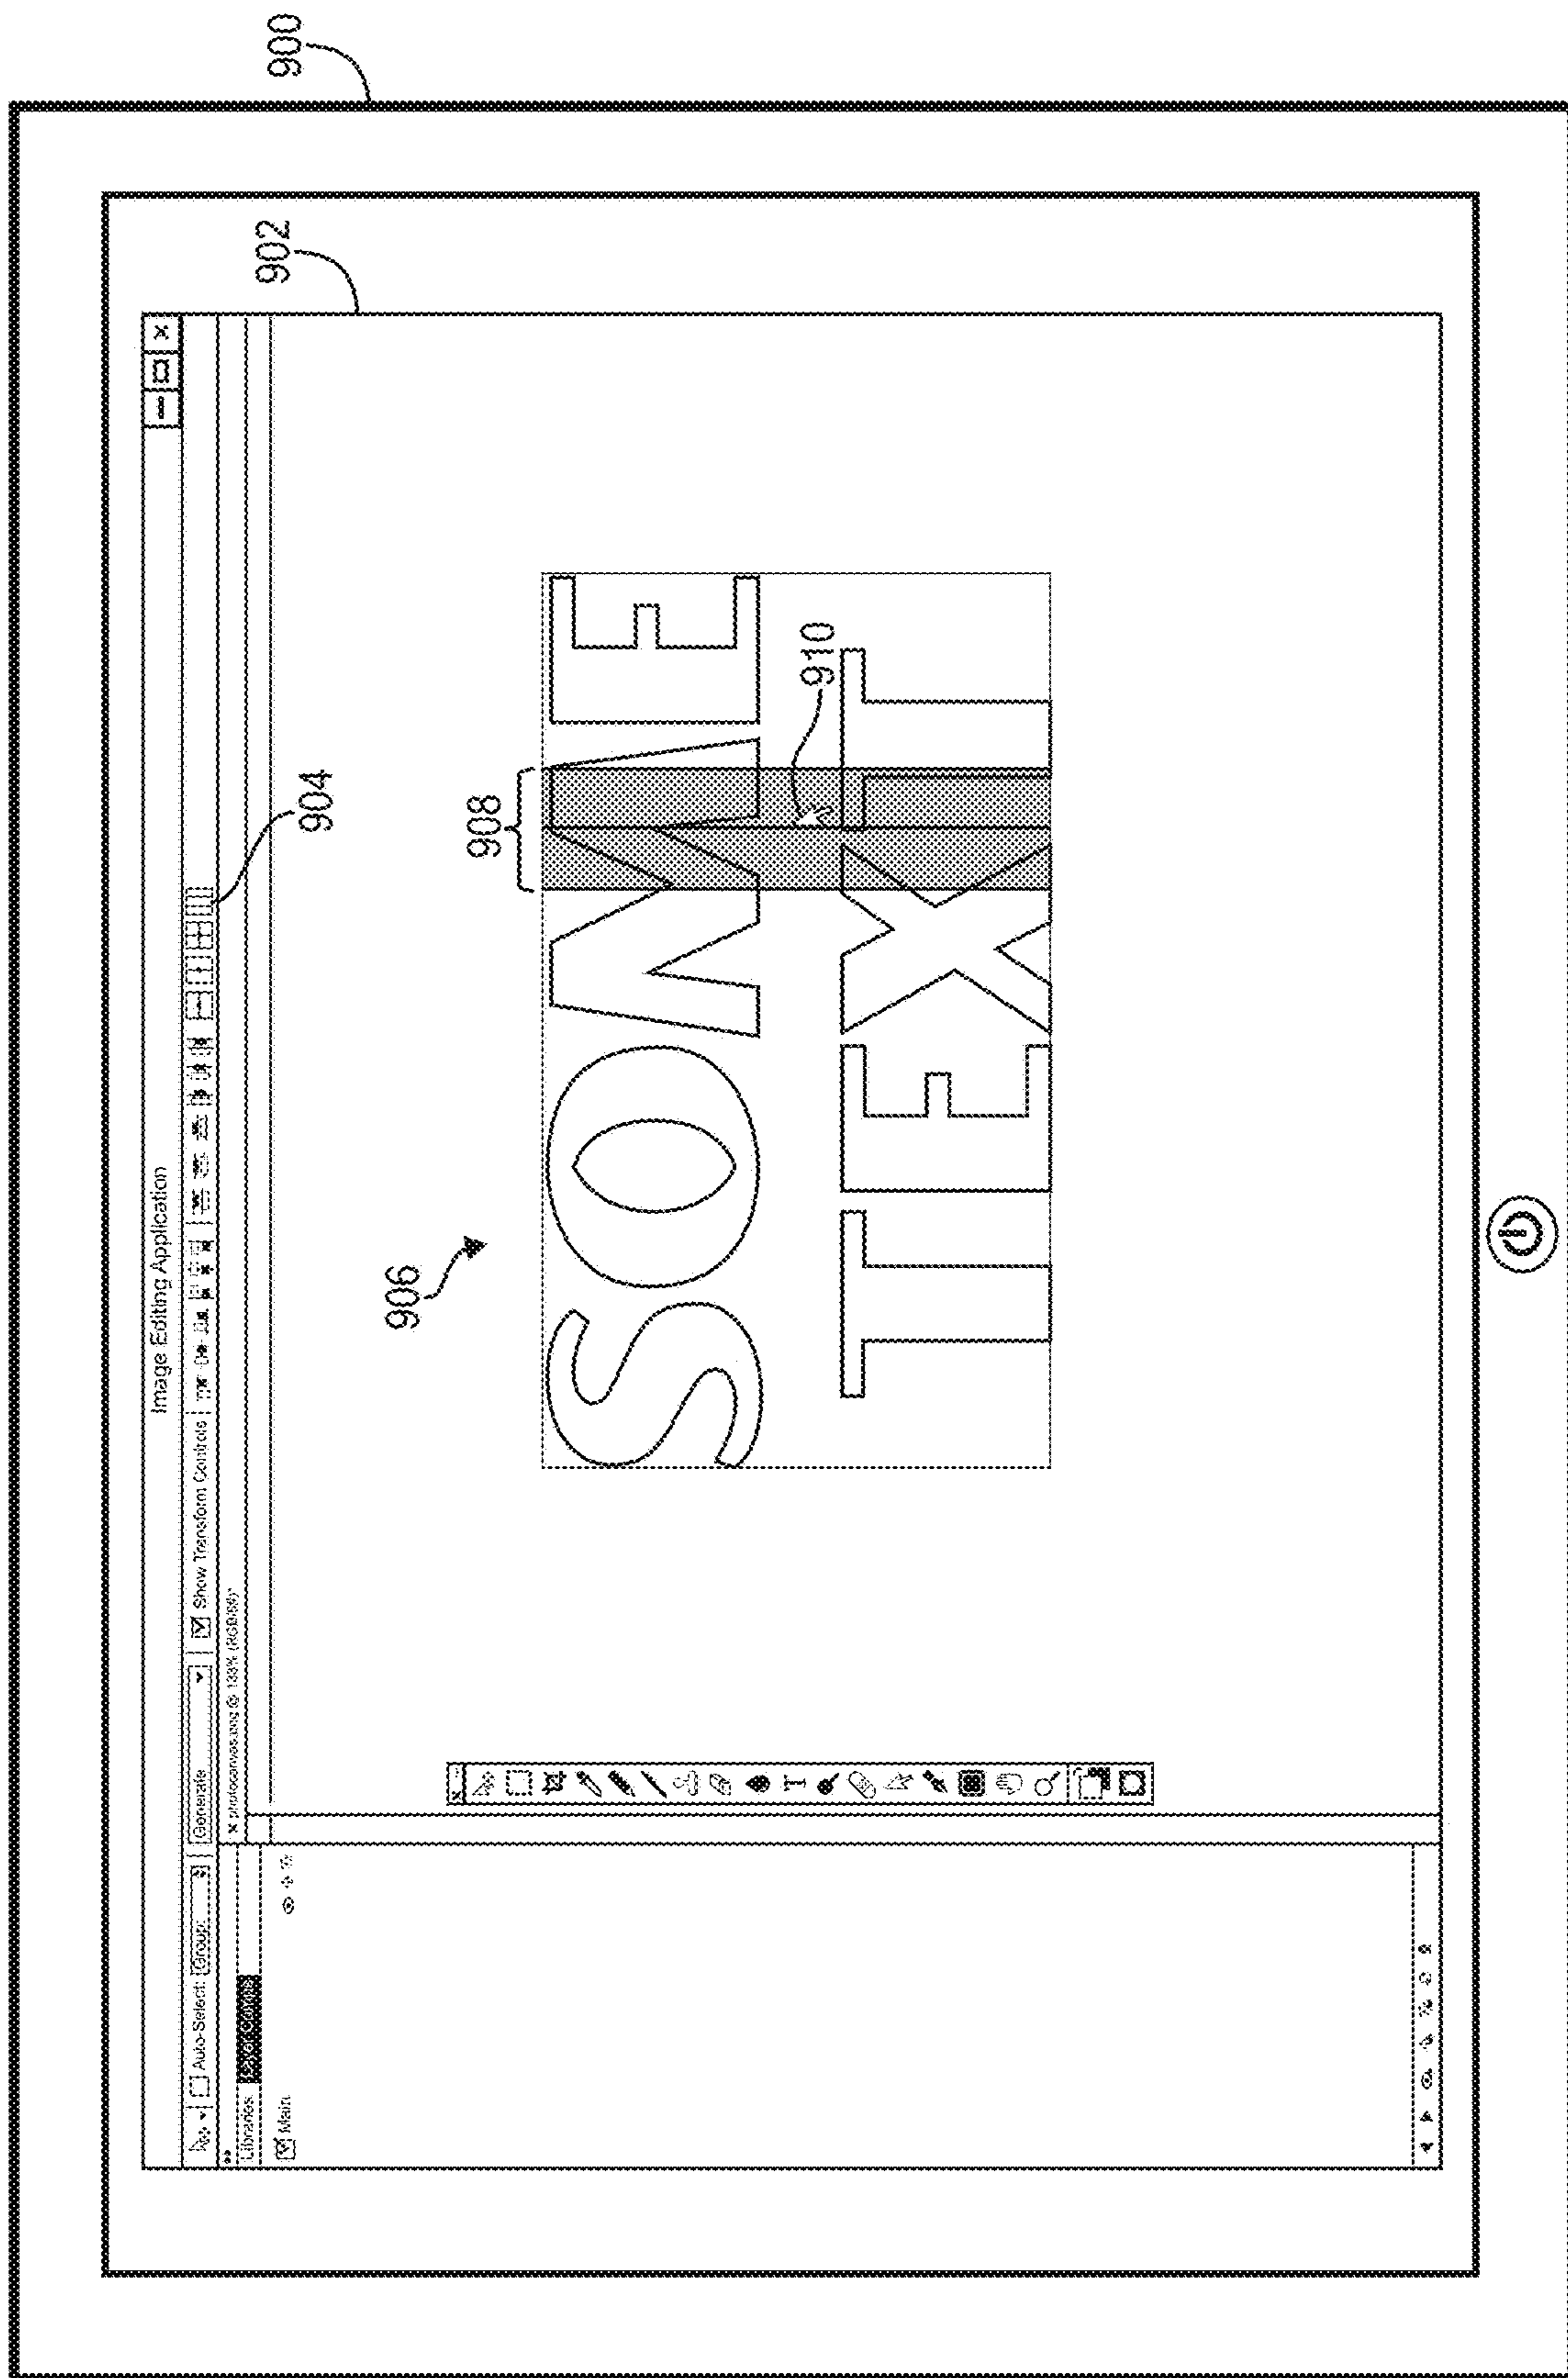 900
902
Image Editing Application
Auto-Select: Group Generate Show Transform Controls
904
Libraries
Main
906
908
SOME
910
TEXT